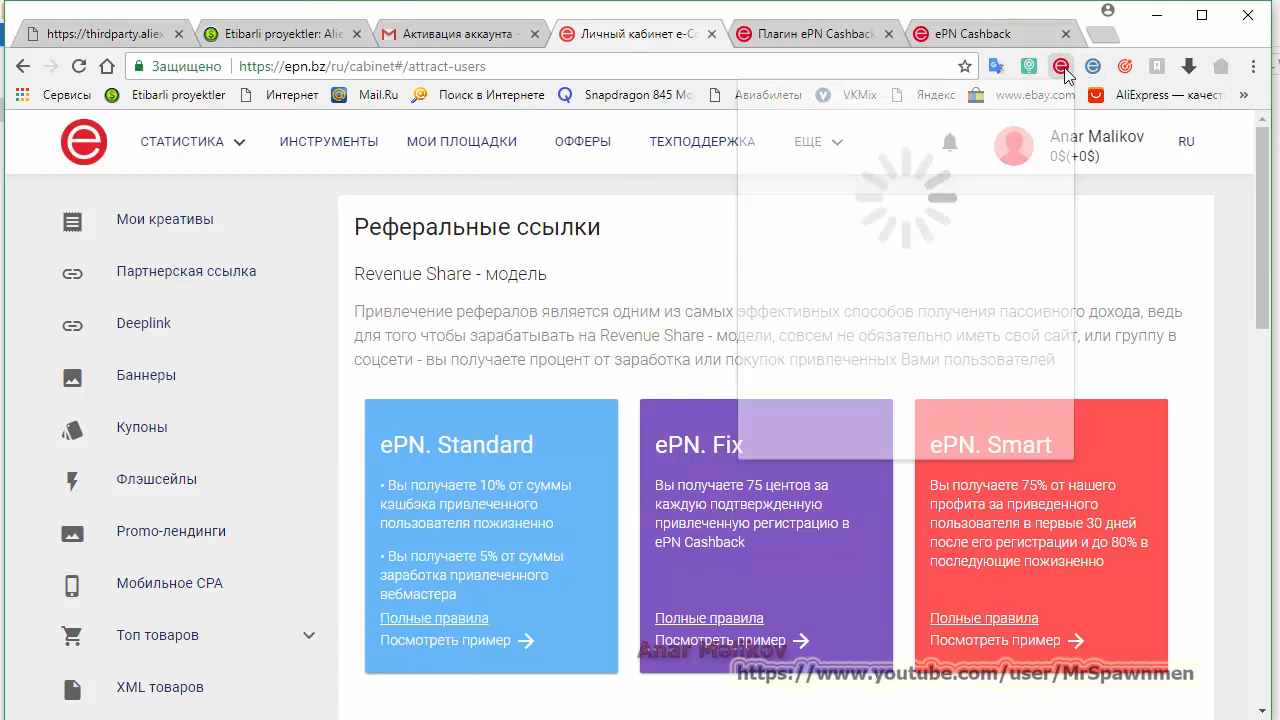 https://thirdparty.aliex
Etibarli proyektler: Alie
Активация аккаунта -
Личный кабинет e-Co
Плагин ePN Cashback
ePN Cashback
Защищено
https://epn.bz/ru/cabinet#/attract-users
Сервисы
Etibarli proyektler
Интернет
Mail.Ru
Поиск в Интернете
Snapdragon 845 Mo
Авиабилеты
VKMix
Яндекс
www.ebay.com
AliExpress — качест
СТАТИСТИКА
ИНСТРУМЕНТЫ
МОИ ПЛОЩАДКИ
ОФФЕРЫ
ТЕХПОДДЕРЖКА
ЕЩЕ
Anar Malikov
0$(+0$)
RU
Мои креативы
Партнерская ссылка
Deeplink
Баннеры
Купоны
Флэшсейлы
Promo-лендинги
Мобильное CPA
Топ товаров
XML товаров
Реферальные ссылки
Revenue Share - модель
Привлечение рефералов является одним из самых эффективных способов получения пассивного дохода, ведь
для того чтобы зарабатывать на Revenue Share - модели, совсем не обязательно иметь свой сайт, или группу в
соцсети - вы получаете процент от заработка или покупок привлеченных Вами пользователей
ePN. Standard
• Вы получаете 10% от суммы
кэшбэка привлеченного
пользователя пожизненно
• Вы получаете 5% от суммы
заработка привлеченного
вебмастера
Полные правила
Посмотреть пример
ePN. Fix
Вы получаете 75 центов за
каждую подтвержденную
привлеченную регистрацию в
ePN Cashback
Полные правила
Посмотреть пример
ePN. Smart
Вы получаете 75% от нашего
профита за приведенного
пользователя в первые 30 дней
после его регистрации и до 80% в
последующие пожизненно
Полные правила
Посмотреть пример
Anar Malikov
https://www.youtube.com/user/MrSpawnmen